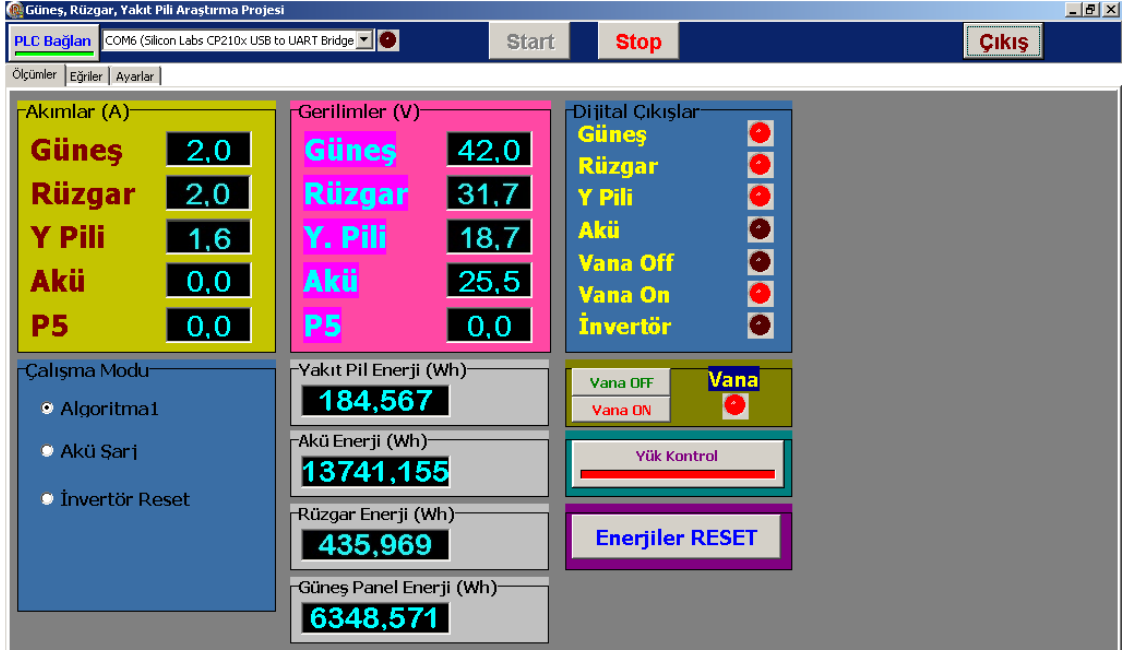 Güneş, Rüzgar, Yakıt Pili Araştırma Projesi
PLC Bağlan
COM6 (Silicon Labs CP210x USB to UART Bridge
Start
Stop
Çıkış
Ölçümler
Eğriler
Ayarlar
Akımlar (A)
Güneş 2,0
Rüzgar 2,0
Y Pili 1,6
Akü 0,0
P5 0,0
Gerilimler (V)
Güneş 42,0
Rüzgar 31,7
Y. Pili 18,7
Akü 25,5
P5 0,0
Dijital Çıkışlar
Güneş
Rüzgar
Y Pili
Akü
Vana Off
Vana On
İnvertör
Çalışma Modu
Algoritma1
Akü Şarj
İnvertör Reset
Yakıt Pil Enerji (Wh)
184,567
Akü Enerji (Wh)
13741,155
Rüzgar Enerji (Wh)
435,969
Güneş Panel Enerji (Wh)
6348,571
Vana OFF
Vana ON
Vana
Yük Kontrol
Enerjiler RESET